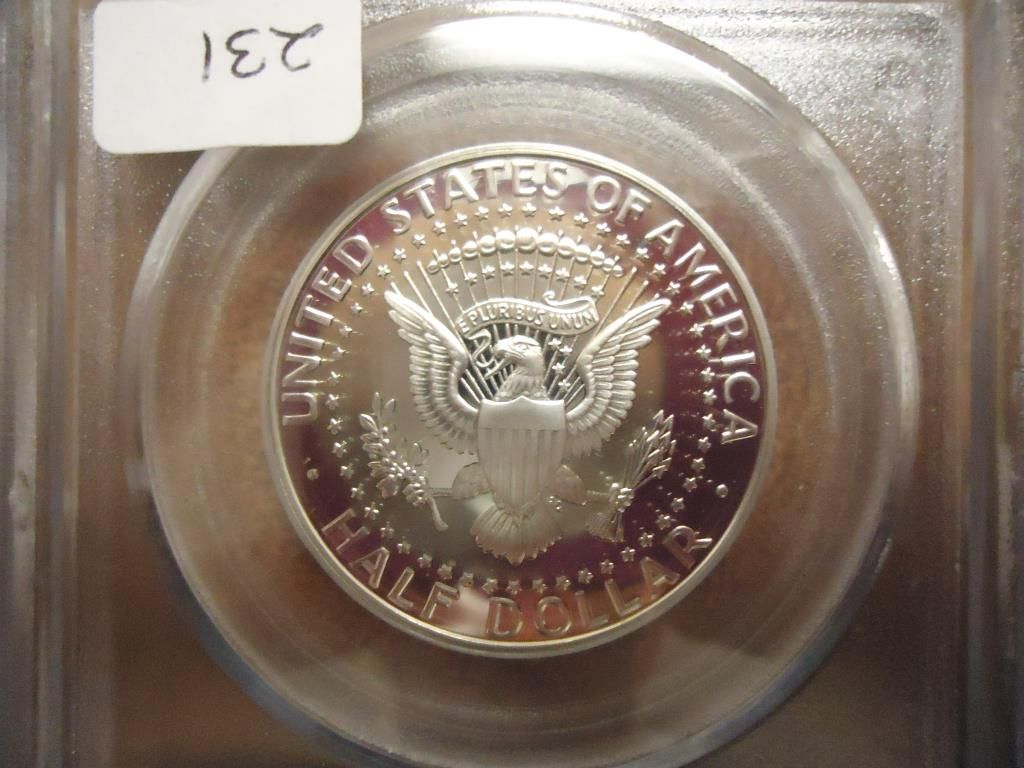 231
UNITED STATES OF AMERICA
E PLURIBUS UNUM
HALF DOLLAR